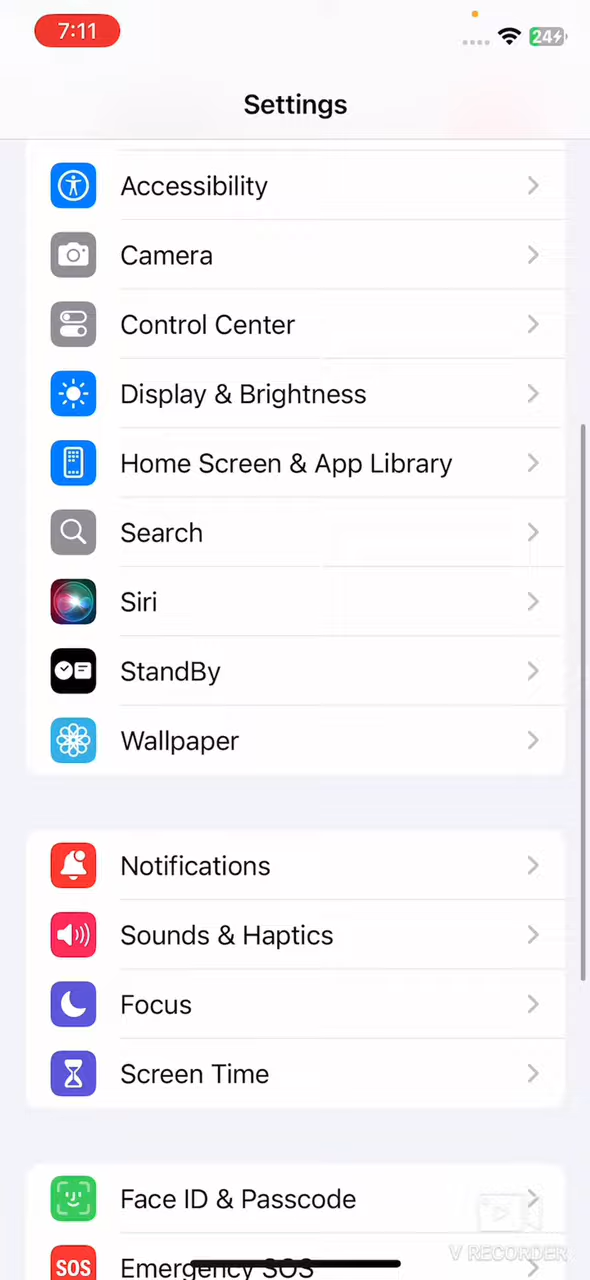 7:11
24
Settings
Accessibility
Camera
Control Center
Display & Brightness
Home Screen & App Library
Search
Siri
StandBy
Wallpaper
Notifications
Sounds & Haptics
Focus
Screen Time
Face ID & Passcode
V RECORDER
SOS Emergency SOS